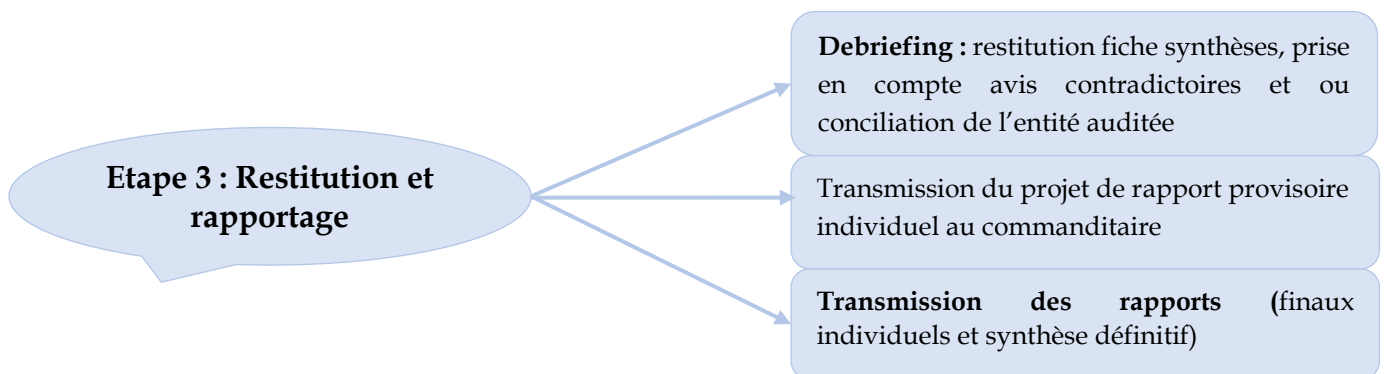 Etape 3 : Restitution et
rapportage
Debriefing : restitution fiche synthèses, prise
en compte avis contradictoires et ou
conciliation de l’entité auditée
Transmission du projet de rapport provisoire
individuel au commanditaire
Transmission des rapports (finaux
individuels et synthèse définitif)